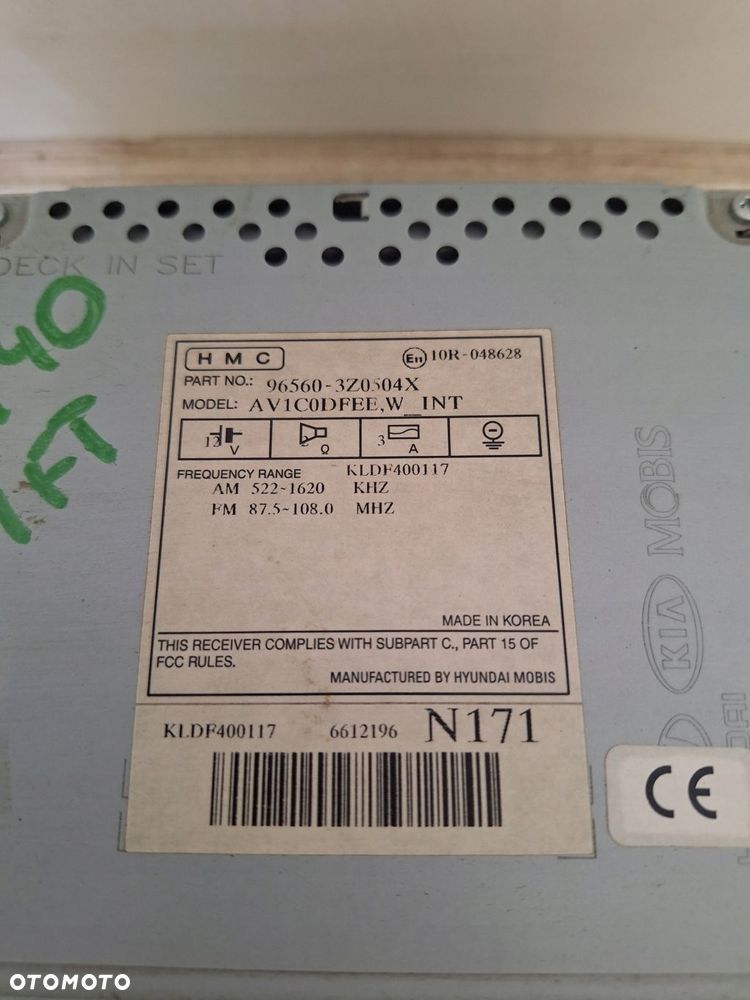 DECK IN SET
40
HMC
E11 10R-048628
PART NO.: 96560-3Z0504X
MODEL: AV1C0DFEE,W_INT
12 V
Ω
3 A
FREQUENCY RANGE KLDF400117
AM 522~1620 KHZ
FM 87.5~108.0 MHZ
MADE IN KOREA
THIS RECEIVER COMPLIES WITH SUBPART C., PART 15 OF
FCC RULES.
MANUFACTURED BY HYUNDAI MOBIS
KLDF400117 6612196 N171
MOBIS
KIA
CE
OTOMOTO